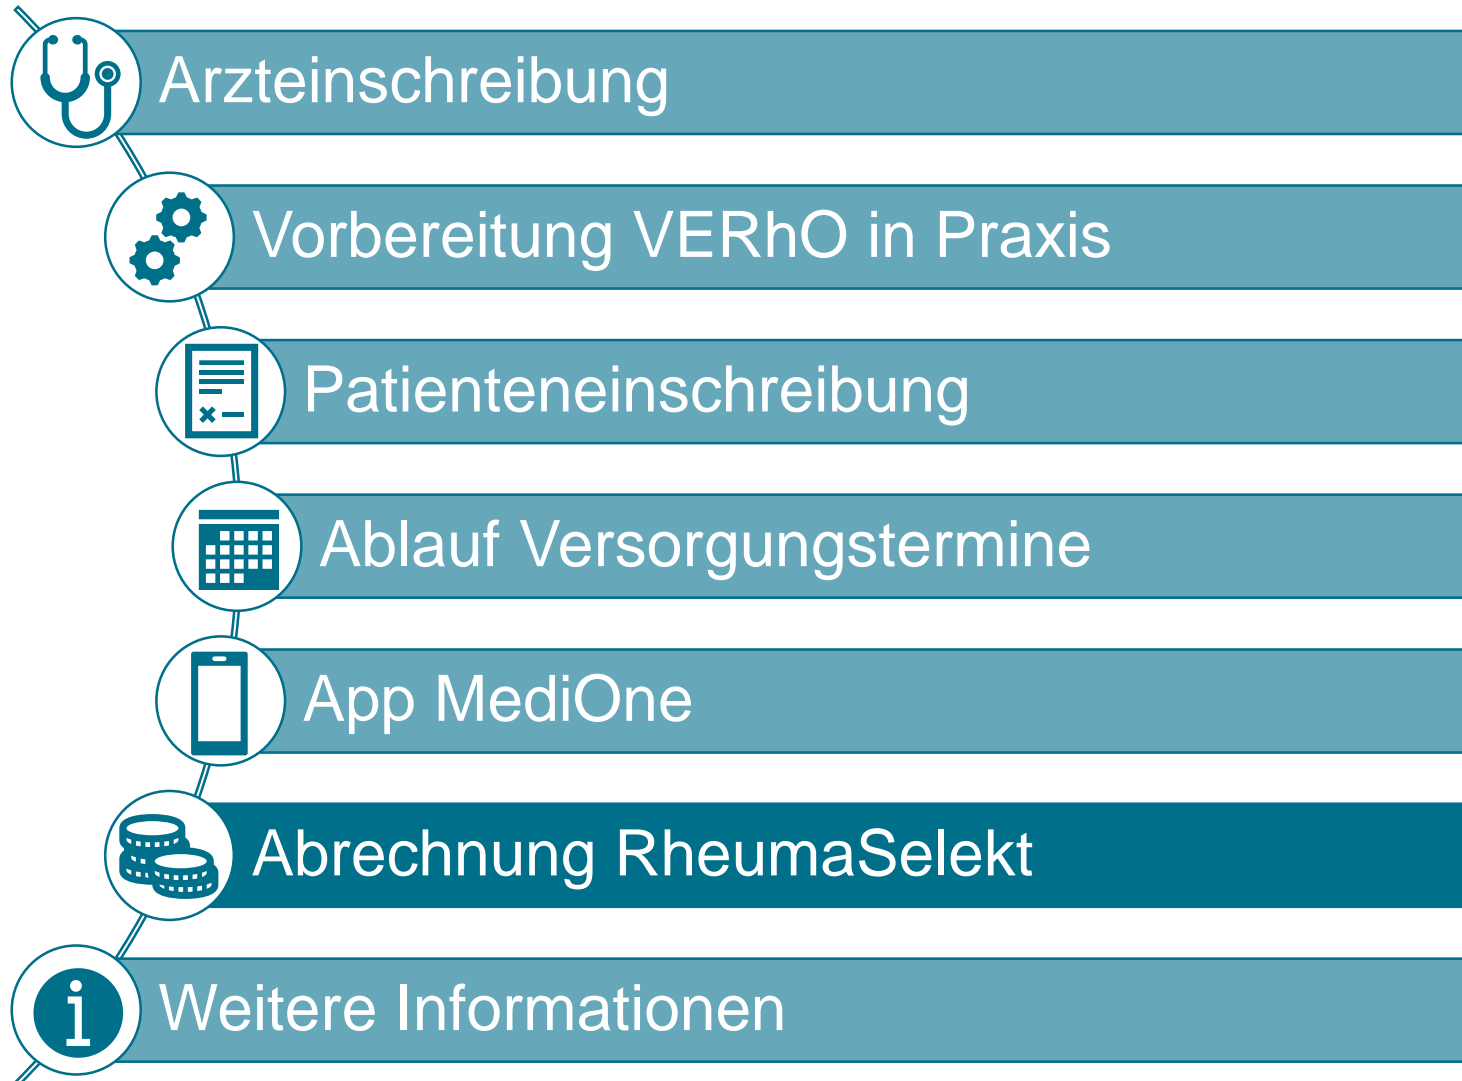 Arzteinschreibung
Vorbereitung VERhO in Praxis
Patienteneinschreibung
Ablauf Versorgungstermine
App MediOne
Abrechnung RheumaSelekt
Weitere Informationen